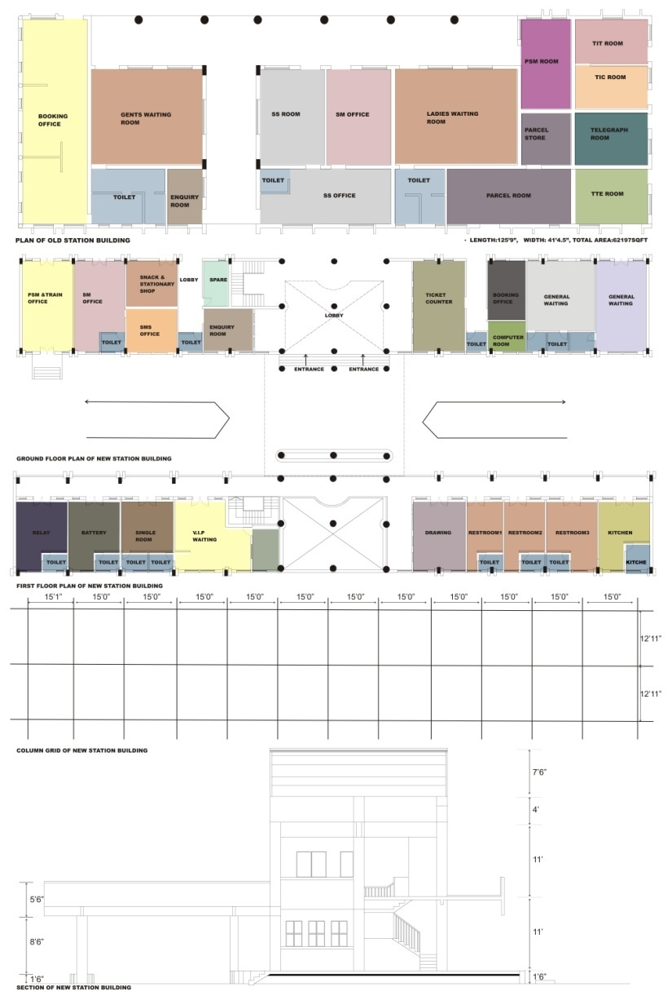 TIT ROOM
PSM ROOM
TIC ROOM
BOOKING
OFFICE
GENTS WAITING
ROOM
SS ROOM
SM OFFICE
LADIES WAITING
ROOM
PARCEL
STORE
TELEGRAPH
ROOM
TOILET
ENQUIRY
ROOM
TOILET
SS OFFICE
TOILET
PARCEL ROOM
TTE ROOM
PLAN OF OLD STATION BUILDING
• LENGTH:125'9", WIDTH: 41'4.5", TOTAL AREA:62197SQFT
PSM &TRAIN
OFFICE
SM
OFFICE
SNACK &
STATIONARY
SHOP
LOBBY
SPARE
SMS
OFFICE
TOILET
TOILET
ENQUIRY
ROOM
LOBBY
TICKET
COUNTER
BOOKING
OFFICE
GENERAL
WAITING
GENERAL
WAITING
TOILET
COMPUTER
ROOM
TOILET
ENTRANCE
ENTRANCE
GROUND FLOOR PLAN OF NEW STATION BUILDING
RELAY
BATTERY
SINGLE
ROOM
V.I.P
WAITING
DRAWING
RESTROOM1
RESTROOM2
RESTROOM3
KITCHEN
TOILET
TOILET
TOILET
TOILET
TOILET
TOILET
TOILET
KITCHE
FIRST FLOOR PLAN OF NEW STATION BUILDING
15'1" 15'0" 15'0" 15'0" 15'0" 15'0" 15'0" 15'0" 15'0" 15'0" 15'0" 15'0"
12'11"
12'11"
COLUMN GRID OF NEW STATION BUILDING
7'6"
4'
11'
5'6"
11'
8'6"
1'6"
1'6"
SECTION OF NEW STATION BUILDING